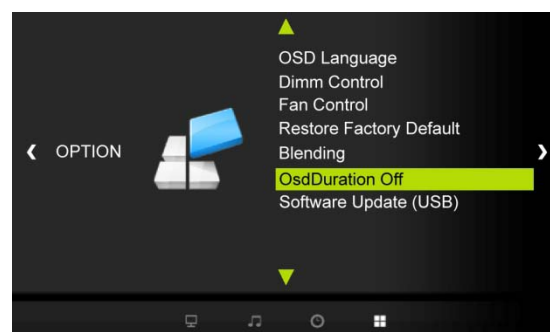 OPTION
OSD Language
Dimm Control
Fan Control
Restore Factory Default
Blending
OsdDuration Off
Software Update (USB)